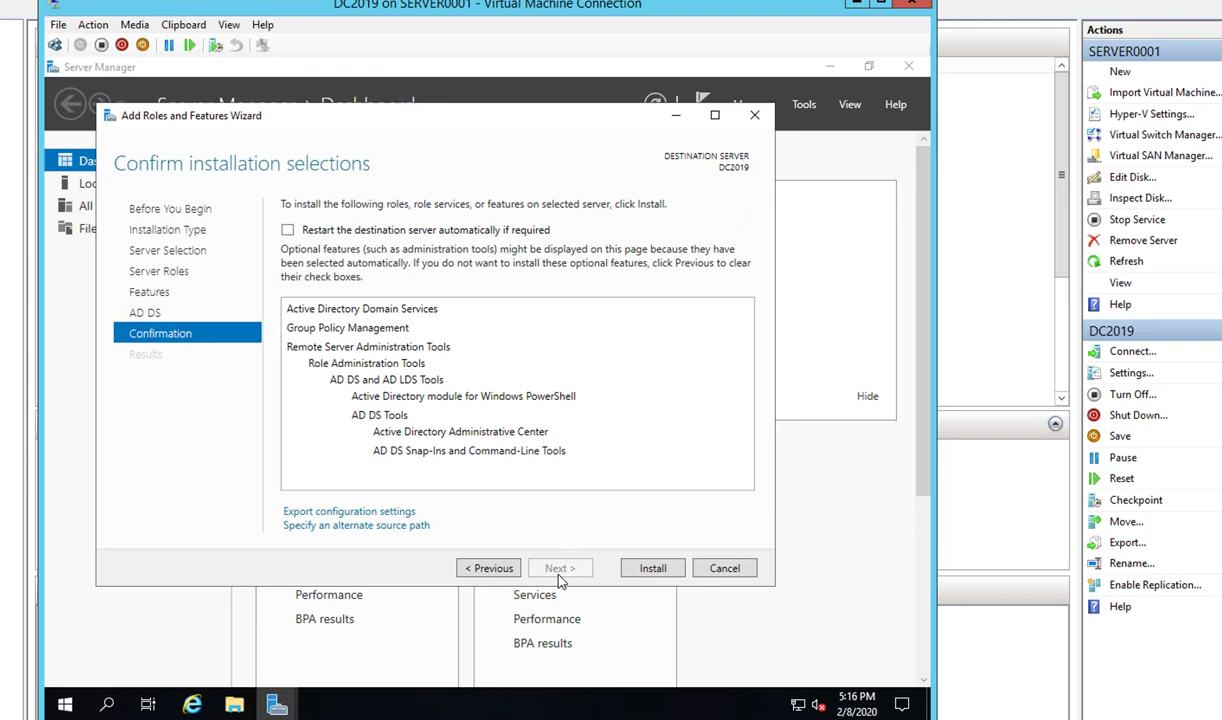 DC2019 on SERVER0001 - Virtual Machine Connection
File Action Media Clipboard View Help
Server Manager
Dashboard
Tools View Help
Add Roles and Features Wizard
Confirm installation selections
DESTINATION SERVER
DC2019
Before You Begin
Installation Type
Server Selection
Server Roles
Features
AD DS
Confirmation
Results
To install the following roles, role services, or features on selected server, click Install.
Restart the destination server automatically if required
Optional features (such as administration tools) might be displayed on this page because they have
been selected automatically. If you do not want to install these optional features, click Previous to clear
their check boxes.
Active Directory Domain Services
Group Policy Management
Remote Server Administration Tools
Role Administration Tools
AD DS and AD LDS Tools
Active Directory module for Windows PowerShell
AD DS Tools
Active Directory Administrative Center
AD DS Snap-Ins and Command-Line Tools
Export configuration settings
Specify an alternate source path
< Previous Next > Install Cancel
Hide
All
Performance
BPA results
Services
Performance
BPA results
5:16 PM
2/8/2020
Actions
SERVER0001
New
Import Virtual Machine...
Hyper-V Settings...
Virtual Switch Manager...
Virtual SAN Manager...
Edit Disk...
Inspect Disk...
Stop Service
Remove Server
Refresh
View
Help
DC2019
Connect...
Settings...
Turn Off...
Shut Down...
Save
Pause
Reset
Checkpoint
Move...
Export...
Rename...
Enable Replication...
Help